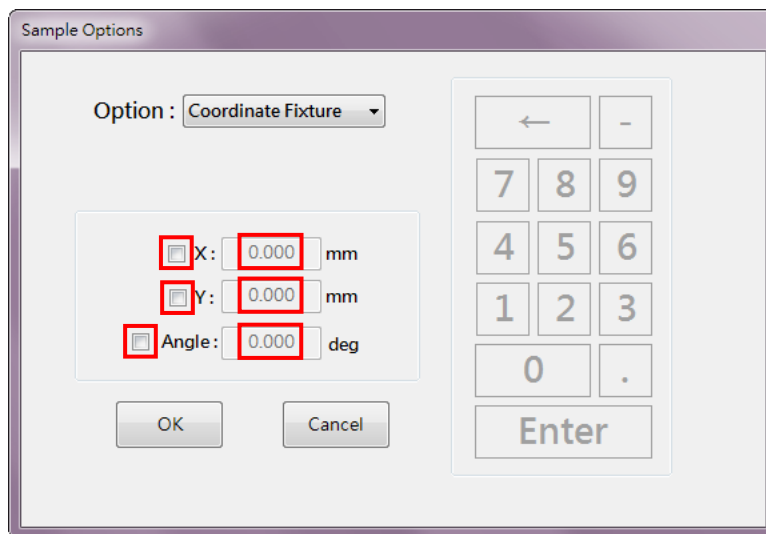 Sample Options
Option : Coordinate Fixture
X : 0.000 mm
Y : 0.000 mm
Angle : 0.000 deg
OK Cancel
← -
7 8 9
4 5 6
1 2 3
0 .
Enter